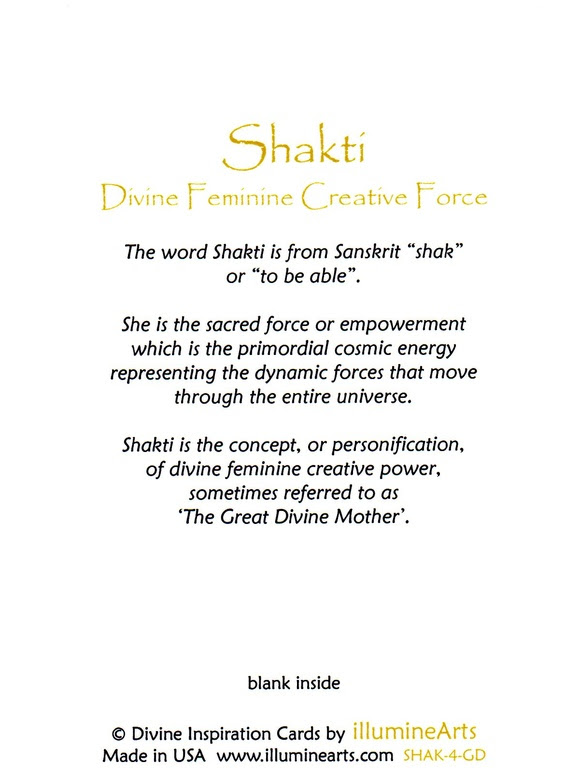 Shakti
Divine Feminine Creative Force
The word Shakti is from Sanskrit “shak”
or “to be able”.
She is the sacred force or empowerment
which is the primordial cosmic energy
representing the dynamic forces that move
through the entire universe.
Shakti is the concept, or personification,
of divine feminine creative power,
sometimes referred to as
‘The Great Divine Mother’.
blank inside
© Divine Inspiration Cards by illumineArts
Made in USA www.illuminearts.com SHAK-4-GD